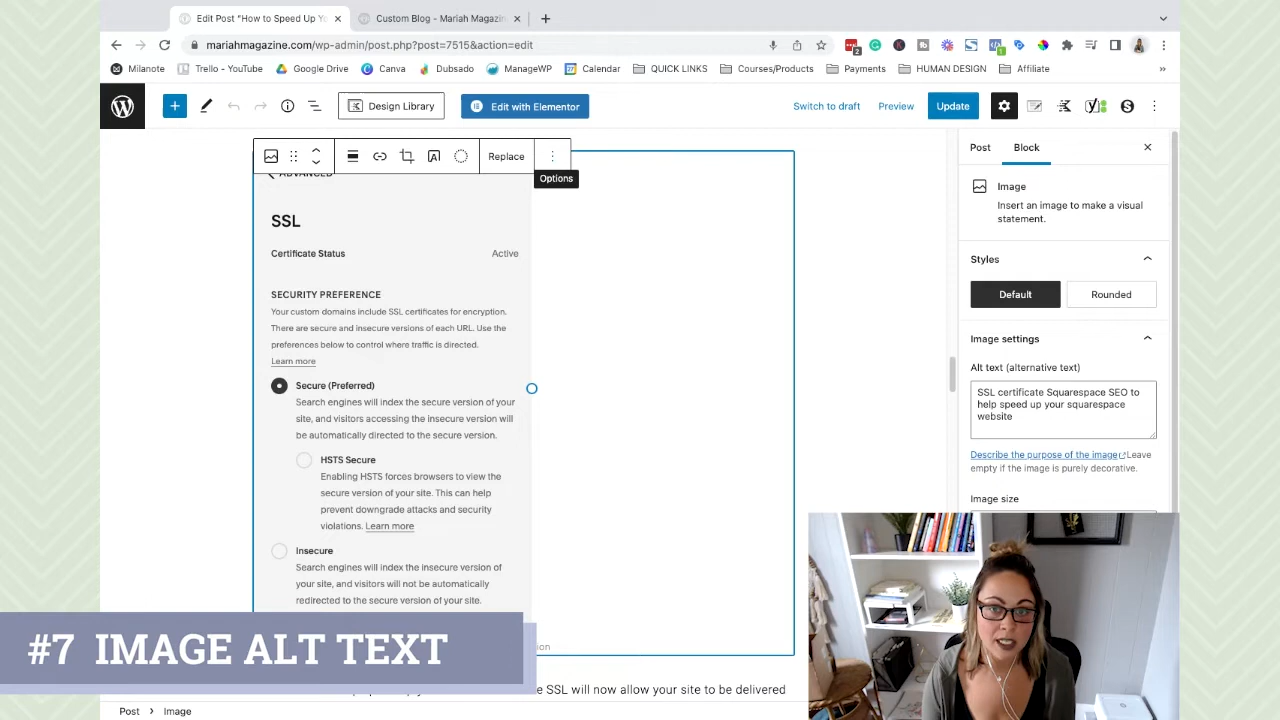 Edit Post "How to Speed Up Yo
Custom Blog - Mariah Magazin
mariahmagazine.com/wp-admin/post.php?post=7515&action=edit
Milanote
Trello - YouTube
Google Drive
Canva
Dubsado
ManageWP
Calendar
QUICK LINKS
Courses/Products
Payments
HUMAN DESIGN
Affiliate
Design Library
Edit with Elementor
Switch to draft
Preview
Update
Replace
Options
ADVANCED
SSL
Certificate Status
Active
SECURITY PREFERENCE
Your custom domains include SSL certificates for encryption.
There are secure and insecure versions of each URL. Use the
preferences below to control where traffic is directed.
Learn more
Secure (Preferred)
Search engines will index the secure version of your
site, and visitors accessing the insecure version will
be automatically directed to the secure version.
HSTS Secure
Enabling HSTS forces browsers to view the
secure version of your site. This can help
prevent downgrade attacks and security
violations. Learn more
Insecure
Search engines will index the insecure version of
your site, and visitors will not be automatically
redirected to the secure version of your site.
#7 IMAGE ALT TEXT
e SSL will now allow your site to be delivered
Post
Image
Post
Block
Image
Insert an image to make a visual
statement.
Styles
Default
Rounded
Image settings
Alt text (alternative text)
SSL certificate Squarespace SEO to
help speed up your squarespace
website
Describe the purpose of the image Leave
empty if the image is purely decorative.
Image size